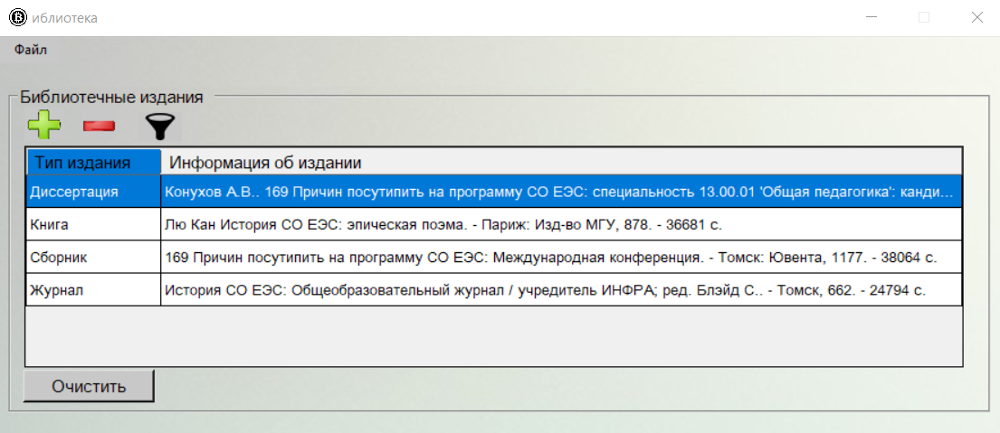 иблиотека
Файл
Библиотечные издания
Тип издания Информация об издании
Диссертация Конухов А.В.. 169 Причин посутипить на программу СО ЕЭС: специальность 13.00.01 'Общая педагогика': канди...
Книга Лю Кан История СО ЕЭС: эпическая поэма. - Париж: Изд-во МГУ, 878. - 36681 с.
Сборник 169 Причин посутипить на программу СО ЕЭС: Международная конференция. - Томск: Ювента, 1177. - 38064 с.
Журнал История СО ЕЭС: Общеобразовательный журнал / учредитель ИНФРА; ред. Блэйд С.. - Томск, 662. - 24794 с.
Очистить